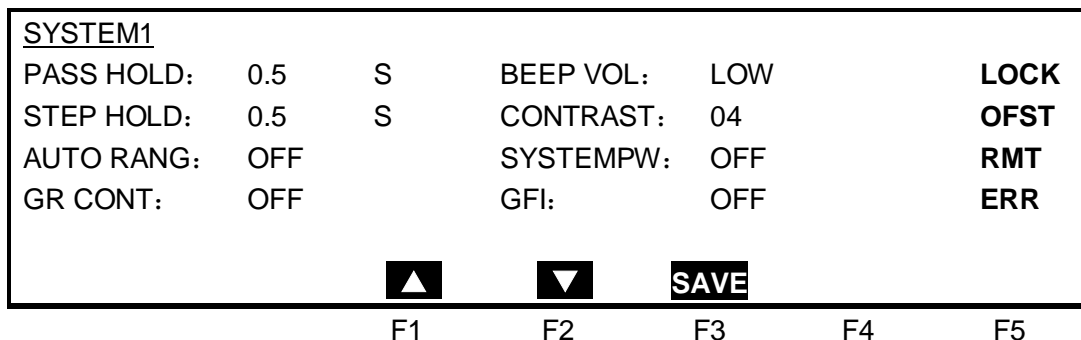 SYSTEM1
PASS HOLD： 0.5 S BEEP VOL： LOW LOCK
STEP HOLD： 0.5 S CONTRAST： 04 OFST
AUTO RANG： OFF SYSTEMPW： OFF RMT
GR CONT： OFF GFI： OFF ERR
▲ ▼ SAVE
F1 F2 F3 F4 F5